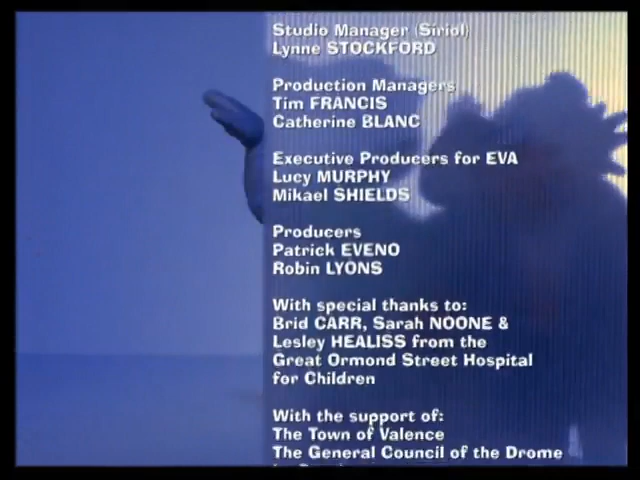 Studio Manager (Siriol)
Lynne STOCKFORD
Production Managers
Tim FRANCIS
Catherine BLANC
Executive Producers for EVA
Lucy MURPHY
Mikael SHIELDS
Producers
Patrick EVENO
Robin LYONS
With special thanks to:
Brid CARR, Sarah NOONE &
Lesley HEALISS from the
Great Ormond Street Hospital
for Children
With the support of:
The Town of Valence
The General Council of the Drome